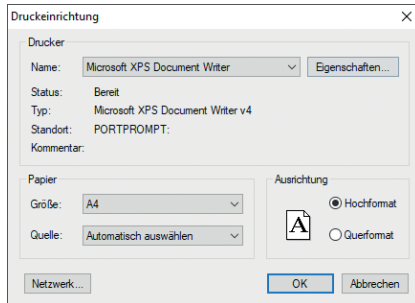 Druckeinrichtung
Drucker
Name: Microsoft XPS Document Writer Eigenschaften...
Status: Bereit
Typ: Microsoft XPS Document Writer v4
Standort: PORTPROMPT:
Kommentar:
Papier
Größe: A4
Quelle: Automatisch auswählen
Ausrichtung
A
Hochformat
Querformat
Netzwerk... OK Abbrechen